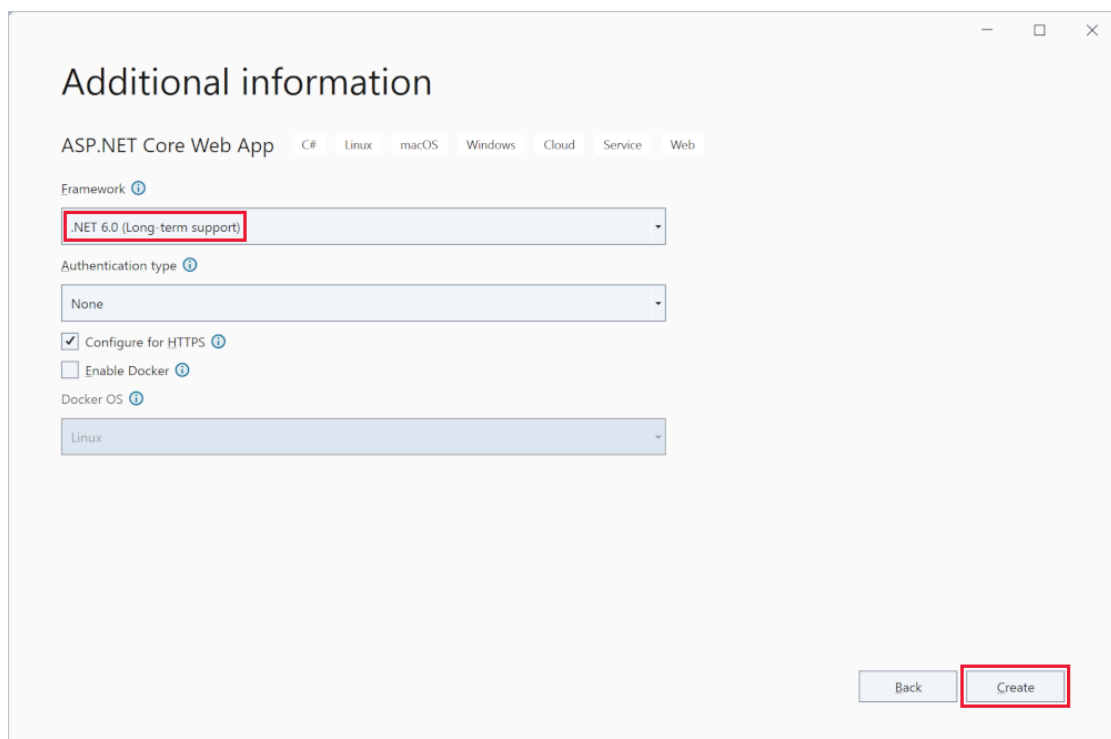 Additional information
ASP.NET Core Web App C# Linux macOS Windows Cloud Service Web
Framework
.NET 6.0 (Long-term support)
Authentication type
None
Configure for HTTPS
Enable Docker
Docker OS
Linux
Back Create